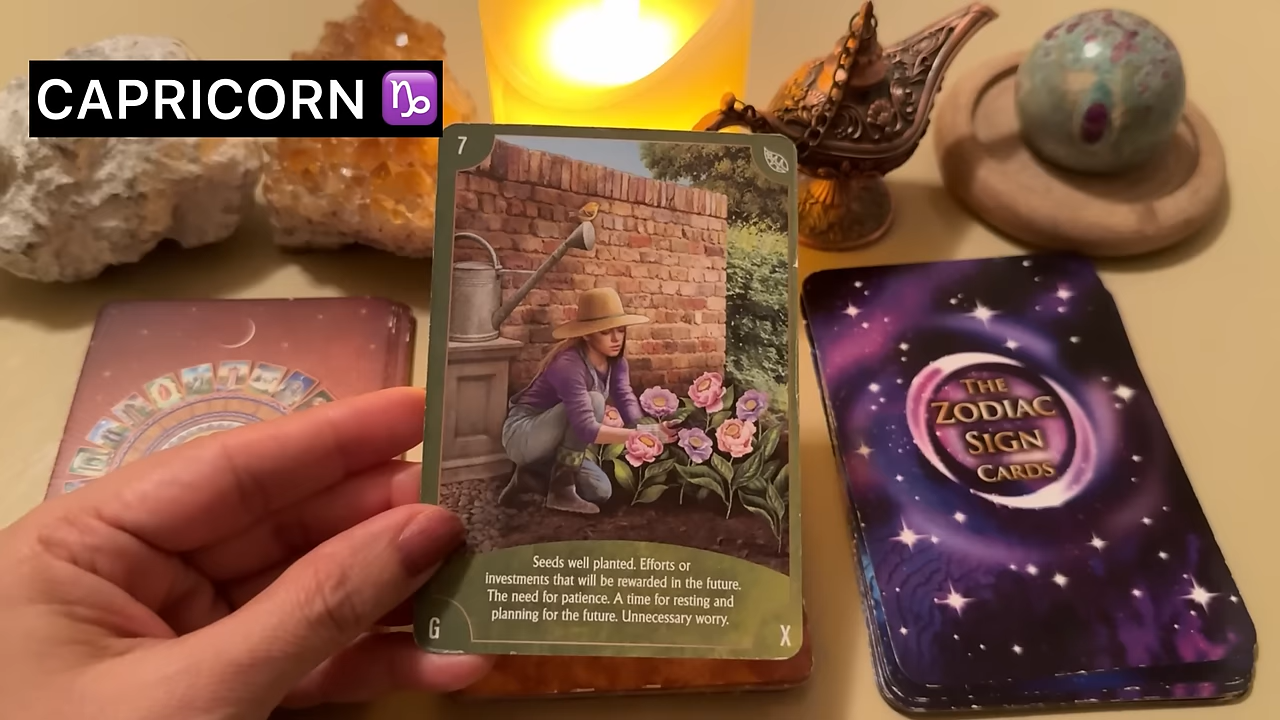 CAPRICORN ♑
7
Seeds well planted. Efforts or
investments that will be rewarded in the future.
The need for patience. A time for resting and
planning for the future. Unnecessary worry.
G
X
THE
ZODIAC
SIGN
CARDS